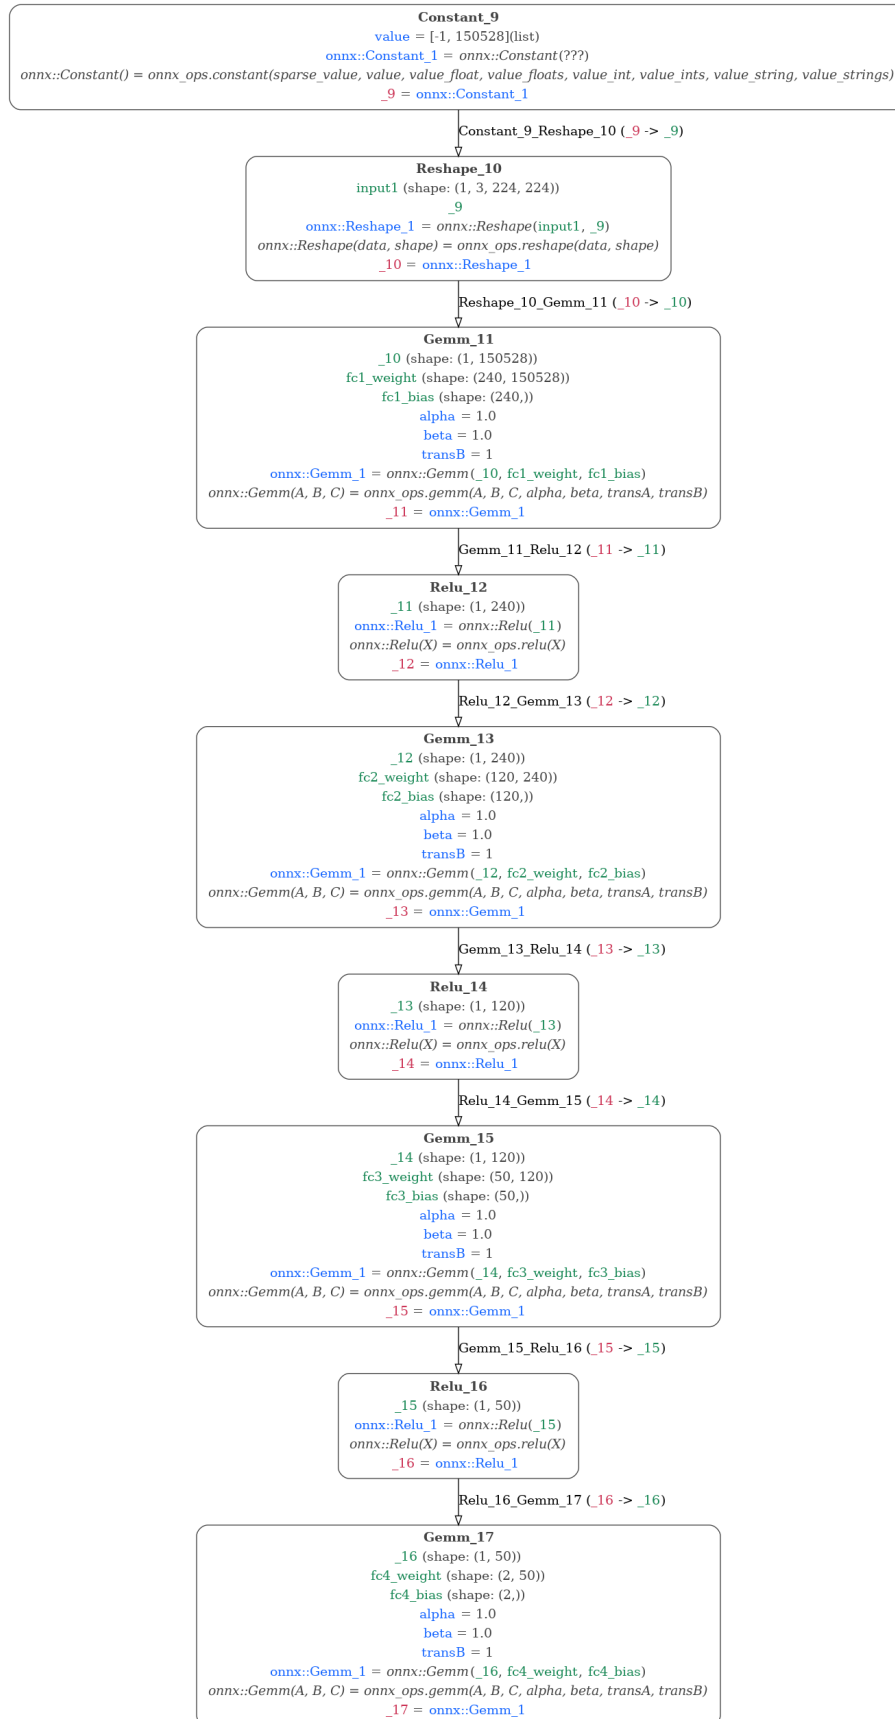 Constant_9
value = [-1, 150528](list)
onnx::Constant_1 = onnx::Constant(???)
onnx::Constant() = onnx_ops.constant(sparse_value, value, value_float, value_floats, value_int, value_ints, value_string, value_strings)
_9 = onnx::Constant_1
Constant_9_Reshape_10 (_9 -> _9)
Reshape_10
input1 (shape: (1, 3, 224, 224))
_9
onnx::Reshape_1 = onnx::Reshape(input1, _9)
onnx::Reshape(data, shape) = onnx_ops.reshape(data, shape)
_10 = onnx::Reshape_1
Reshape_10_Gemm_11 (_10 -> _10)
Gemm_11
_10 (shape: (1, 150528))
fc1_weight (shape: (240, 150528))
fc1_bias (shape: (240,))
alpha = 1.0
beta = 1.0
transB = 1
onnx::Gemm_1 = onnx::Gemm(_10, fc1_weight, fc1_bias)
onnx::Gemm(A, B, C) = onnx_ops.gemm(A, B, C, alpha, beta, transA, transB)
_11 = onnx::Gemm_1
Gemm_11_Relu_12 (_11 -> _11)
Relu_12
_11 (shape: (1, 240))
onnx::Relu_1 = onnx::Relu(_11)
onnx::Relu(X) = onnx_ops.relu(X)
_12 = onnx::Relu_1
Relu_12_Gemm_13 (_12 -> _12)
Gemm_13
_12 (shape: (1, 240))
fc2_weight (shape: (120, 240))
fc2_bias (shape: (120,))
alpha = 1.0
beta = 1.0
transB = 1
onnx::Gemm_1 = onnx::Gemm(_12, fc2_weight, fc2_bias)
onnx::Gemm(A, B, C) = onnx_ops.gemm(A, B, C, alpha, beta, transA, transB)
_13 = onnx::Gemm_1
Gemm_13_Relu_14 (_13 -> _13)
Relu_14
_13 (shape: (1, 120))
onnx::Relu_1 = onnx::Relu(_13)
onnx::Relu(X) = onnx_ops.relu(X)
_14 = onnx::Relu_1
Relu_14_Gemm_15 (_14 -> _14)
Gemm_15
_14 (shape: (1, 120))
fc3_weight (shape: (50, 120))
fc3_bias (shape: (50,))
alpha = 1.0
beta = 1.0
transB = 1
onnx::Gemm_1 = onnx::Gemm(_14, fc3_weight, fc3_bias)
onnx::Gemm(A, B, C) = onnx_ops.gemm(A, B, C, alpha, beta, transA, transB)
_15 = onnx::Gemm_1
Gemm_15_Relu_16 (_15 -> _15)
Relu_16
_15 (shape: (1, 50))
onnx::Relu_1 = onnx::Relu(_15)
onnx::Relu(X) = onnx_ops.relu(X)
_16 = onnx::Relu_1
Relu_16_Gemm_17 (_16 -> _16)
Gemm_17
_16 (shape: (1, 50))
fc4_weight (shape: (2, 50))
fc4_bias (shape: (2,))
alpha = 1.0
beta = 1.0
transB = 1
onnx::Gemm_1 = onnx::Gemm(_16, fc4_weight, fc4_bias)
onnx::Gemm(A, B, C) = onnx_ops.gemm(A, B, C, alpha, beta, transA, transB)
_17 = onnx::Gemm_1